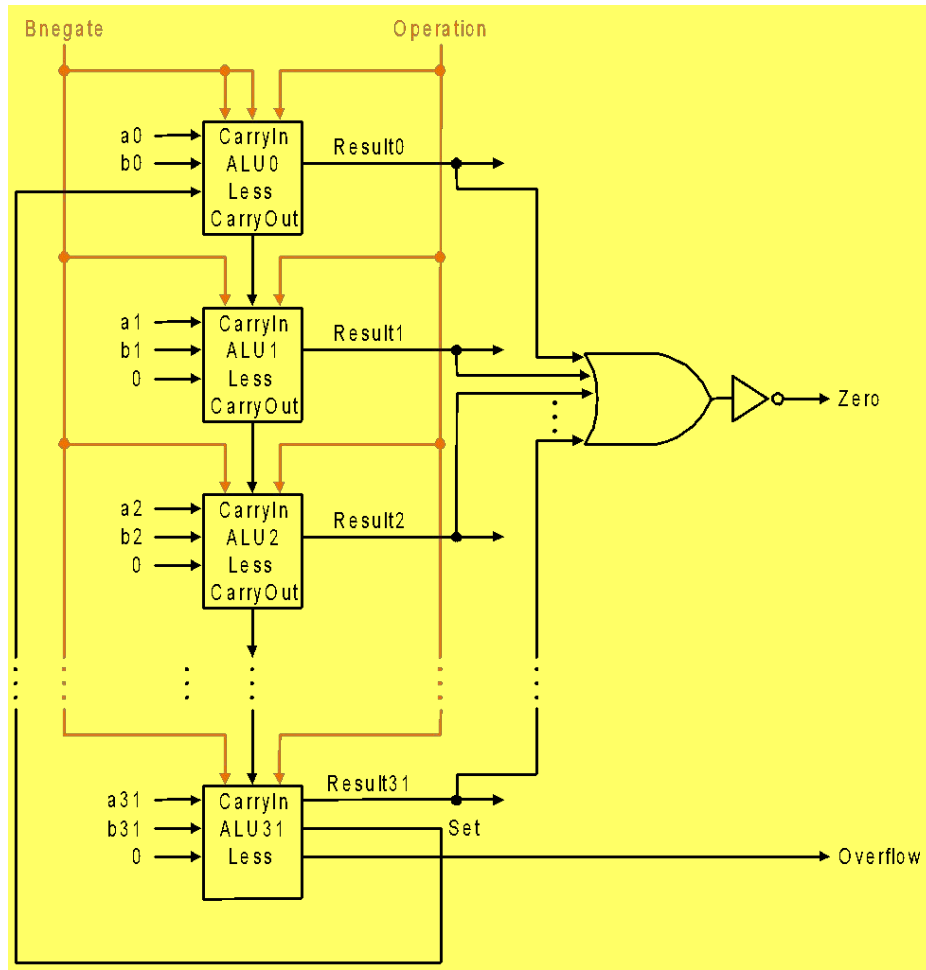 Bnegate Operation
a0 CarryIn
b0 ALU0 Result0
Less
CarryOut
a1 CarryIn
b1 ALU1 Result1
0 Less
CarryOut
Zero
a2 CarryIn
b2 ALU2 Result2
0 Less
CarryOut
a31 CarryIn Result31
b31 ALU31 Set
0 Less Overflow